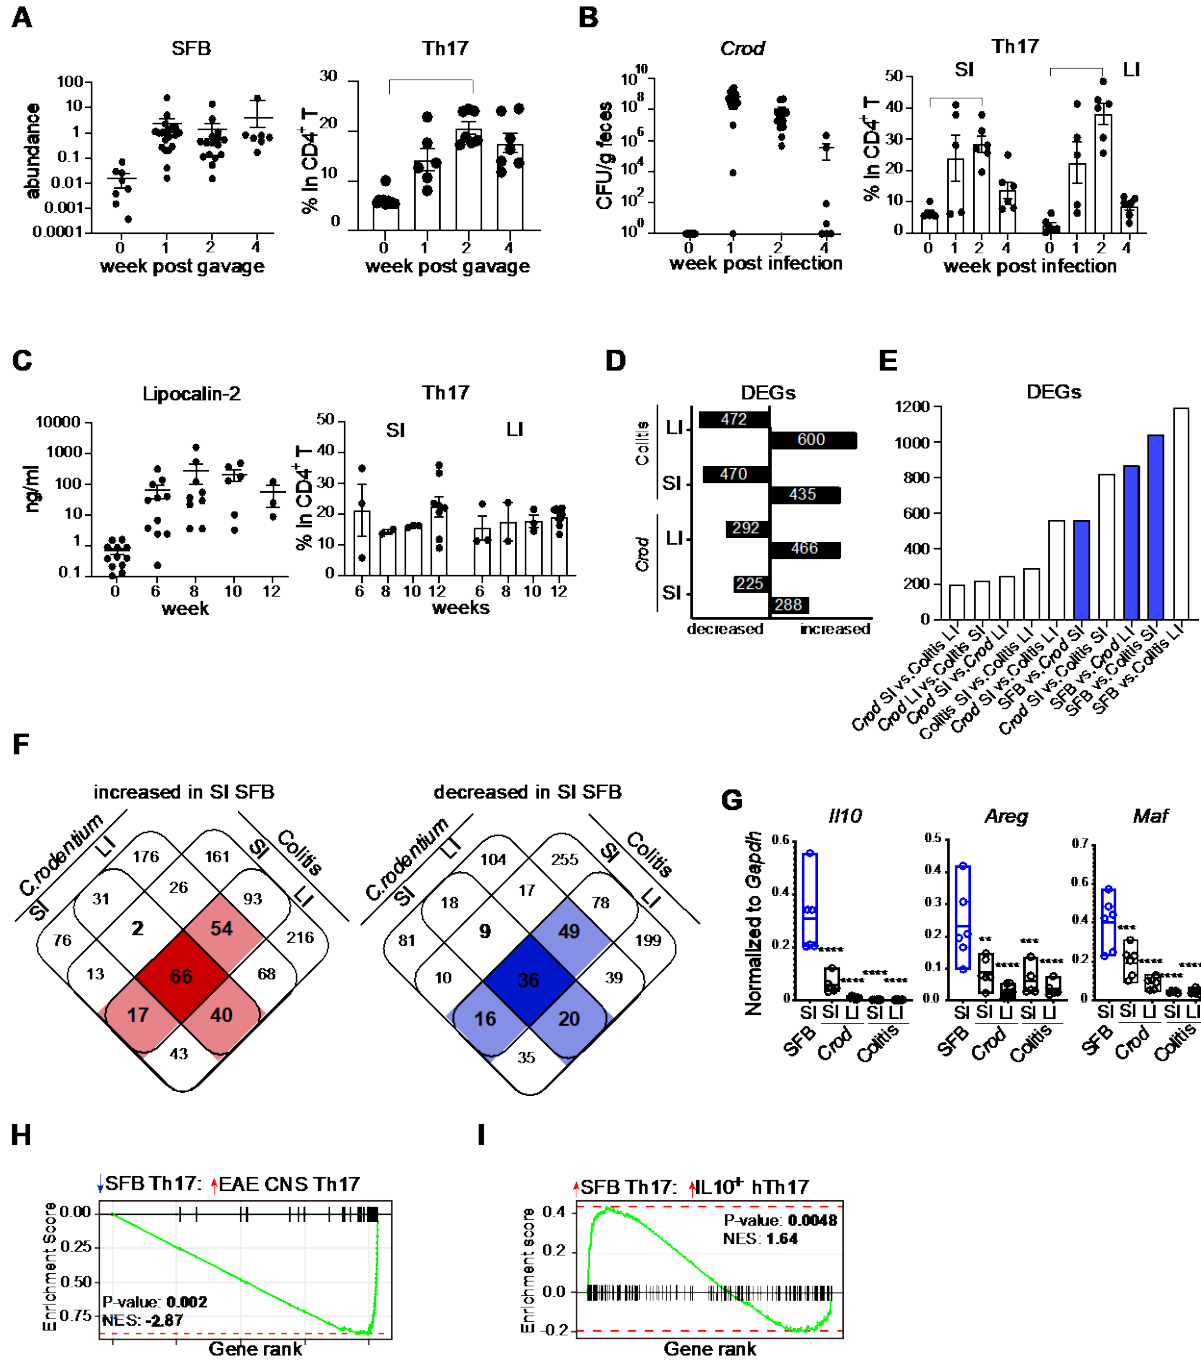 A
SFB
abundance
100
10
1
0.1
0.01
0.001
0.0001
0 1 2 4
week post gavage
Th17
% In CD4+ T
30
20
10
0
0 1 2 4
week post gavage
B
Crod
CFU/g feces
10^10
10^8
10^6
10^4
10^2
10^0
0 1 2 4
week post infection
Th17
SI LI
% In CD4+ T
50
40
30
20
10
0
0 1 2 4 0 1 2 4
week post infection
C
Lipocalin-2
ng/ml
10000
1000
100
10
1
0.1
0 6 8 10 12
week
Th17
SI LI
% In CD4+ T
50
40
30
20
10
0
6 8 10 12 6 8 10 12
weeks
D
DEGs
Colitis
LI
472
600
SI
470
435
Crod
LI
292
466
SI
225
288
decreased increased
E
DEGs
1200
1000
800
600
400
200
0
Crod SI vs.Colitis LI
Crod LI vs.Colitis SI
Crod SI vs.Crod LI
Colitis SI vs.Colitis LI
Crod SI vs.Colitis LI
SFB vs.Crod SI
Crod SI vs.Colitis SI
SFB vs.Crod LI
SFB vs.Colitis SI
SFB vs.Colitis LI
F
increased in SI SFB
C.rodentium
SI LI
Colitis
SI LI
176 161
31 26 93
76 2 54 216
13 66 68
17 40
43
decreased in SI SFB
C.rodentium
SI LI
Colitis
SI LI
104 255
18 17 78
81 9 49 199
10 36 39
16 20
35
G
Normalized to Gapdh
Il10
0.6
0.4
0.2
0
**** **** **** ****
SI SI LI SI LI
SFB Crod Colitis
Areg
0.5
0.4
0.3
0.2
0.1
0.0
** **** *** ****
SI SI LI SI LI
SFB Crod Colitis
Maf
0.6
0.4
0.2
0
*** **** **** ****
SI SI LI SI LI
SFB Crod Colitis
H
↓SFB Th17: ↑EAE CNS Th17
Enrichment Score
0.00
0.25
0.50
0.75
P-value: 0.002
NES: -2.87
Gene rank
I
↑SFB Th17: ↑IL10+ hTh17
Enrichment score
0.4
0.2
0.0
-0.2
P-value: 0.0048
NES: 1.64
Gene rank